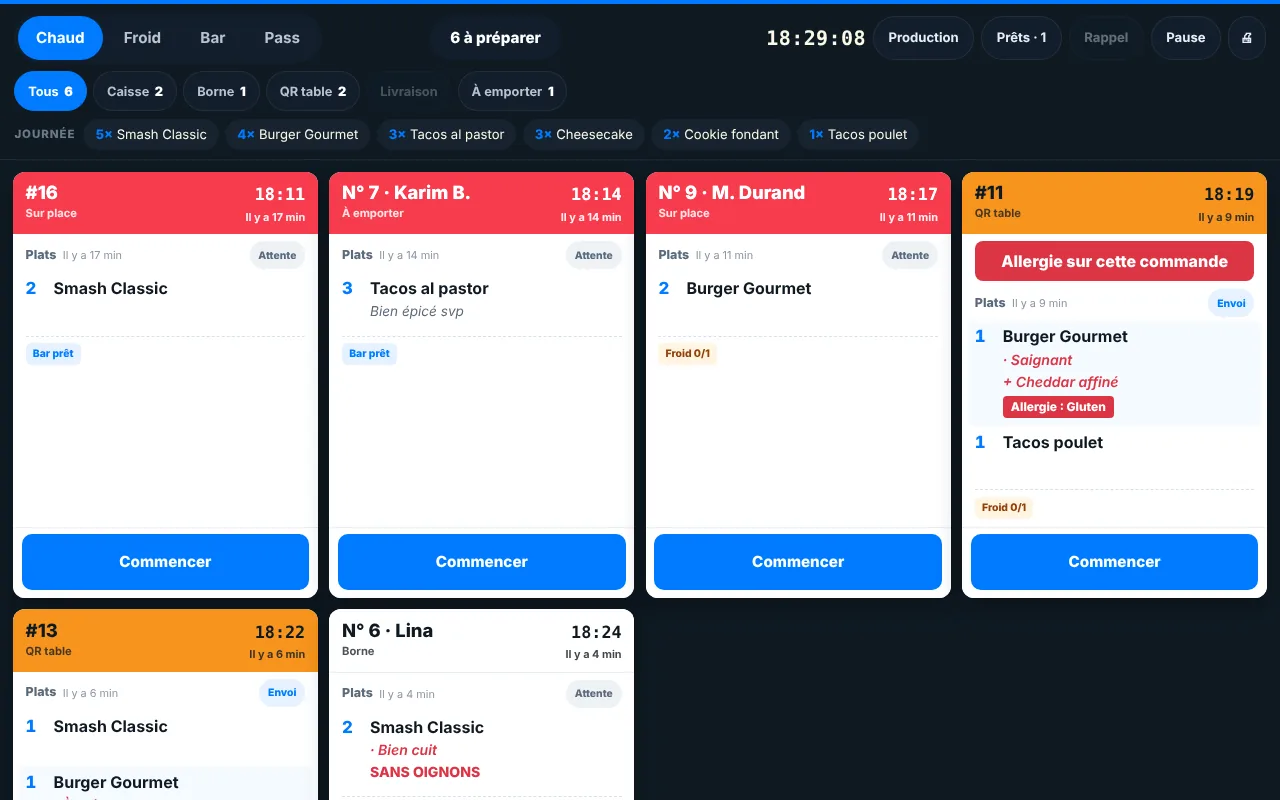 Chaud Froid Bar Pass 6 à préparer 18:29:08 Production Prêts · 1 Rappel Pause
Tous 6 Caisse 2 Borne 1 QR table 2 Livraison À emporter 1
JOURNÉE 5× Smash Classic 4× Burger Gourmet 3× Tacos al pastor 3× Cheesecake 2× Cookie fondant 1× Tacos poulet
#16 18:11
Sur place Il y a 17 min
Plats Il y a 17 min Attente
2 Smash Classic
Bar prêt
Commencer
N° 7 · Karim B. 18:14
À emporter Il y a 14 min
Plats Il y a 14 min Attente
3 Tacos al pastor
Bien épicé svp
Bar prêt
Commencer
N° 9 · M. Durand 18:17
Sur place Il y a 11 min
Plats Il y a 11 min Attente
2 Burger Gourmet
Froid 0/1
Commencer
#11 18:19
QR table Il y a 9 min
Allergie sur cette commande
Plats Il y a 9 min Envoi
1 Burger Gourmet
· Saignant
+ Cheddar affiné
Allergie : Gluten
1 Tacos poulet
Froid 0/1
Commencer
#13 18:22
QR table Il y a 6 min
Plats Il y a 6 min Envoi
1 Smash Classic
1 Burger Gourmet
N° 6 · Lina 18:24
Borne Il y a 4 min
Plats Il y a 4 min Attente
2 Smash Classic
· Bien cuit
SANS OIGNONS